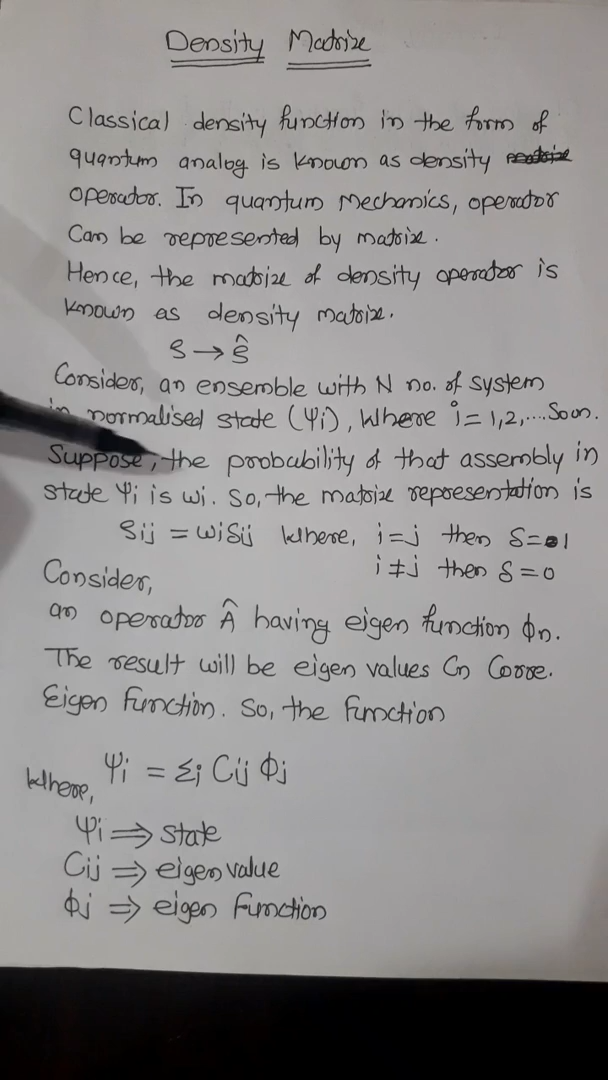 Density Matrix
Classical density function in the form of
quantum analog is known as density
operator. In quantum Mechanics, operator
Can be represented by matrix.
Hence, the matrix of density operator is
known as density matrix.
ρ → ρ̂
Consider, an ensemble with N no. of system
in normalised state (Ψi), Where i = 1,2,....Soon.
Suppose, the probability of that assembly in
state Ψi is wi. So, the matrix representation is
ρij = wiδij Where, i=j then δ=1
i≠j then δ=0
Consider,
an operator Â having eigen function ϕn.
The result will be eigen values Cn Corre.
Eigen Function. So, the function
Ψi = Σj Cij ϕj
Where,
Ψi ⇒ state
Cij ⇒ eigen value
ϕj ⇒ eigen Function